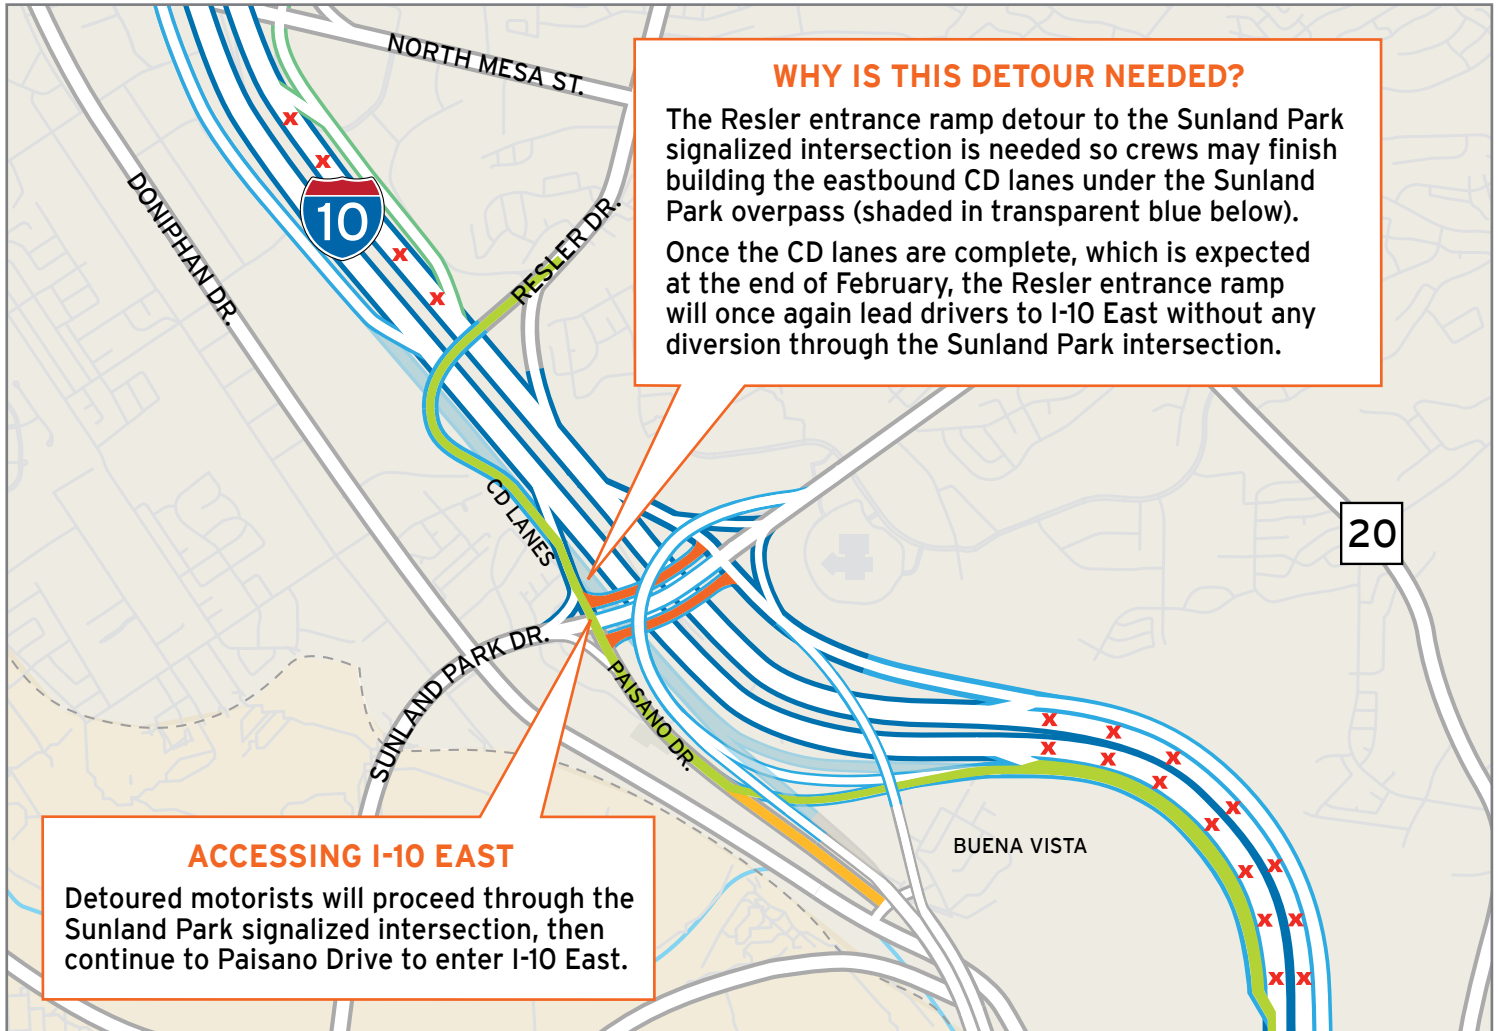 NORTH MESA ST.
WHY IS THIS DETOUR NEEDED?
The Resler entrance ramp detour to the Sunland Park
signalized intersection is needed so crews may finish
building the eastbound CD lanes under the Sunland
Park overpass (shaded in transparent blue below).
Once the CD lanes are complete, which is expected
at the end of February, the Resler entrance ramp
will once again lead drivers to I-10 East without any
diversion through the Sunland Park intersection.
x
x
10
DONIPHAN DR.
RESLER DR.
x
x
CD LANES
20
SUNLAND PARK DR.
PAISANO DR.
x
x
x
x
x
x
x
x
x
BUENA VISTA
x
x
x
x
x
x
ACCESSING I-10 EAST
Detoured motorists will proceed through the
Sunland Park signalized intersection, then
continue to Paisano Drive to enter I-10 East.